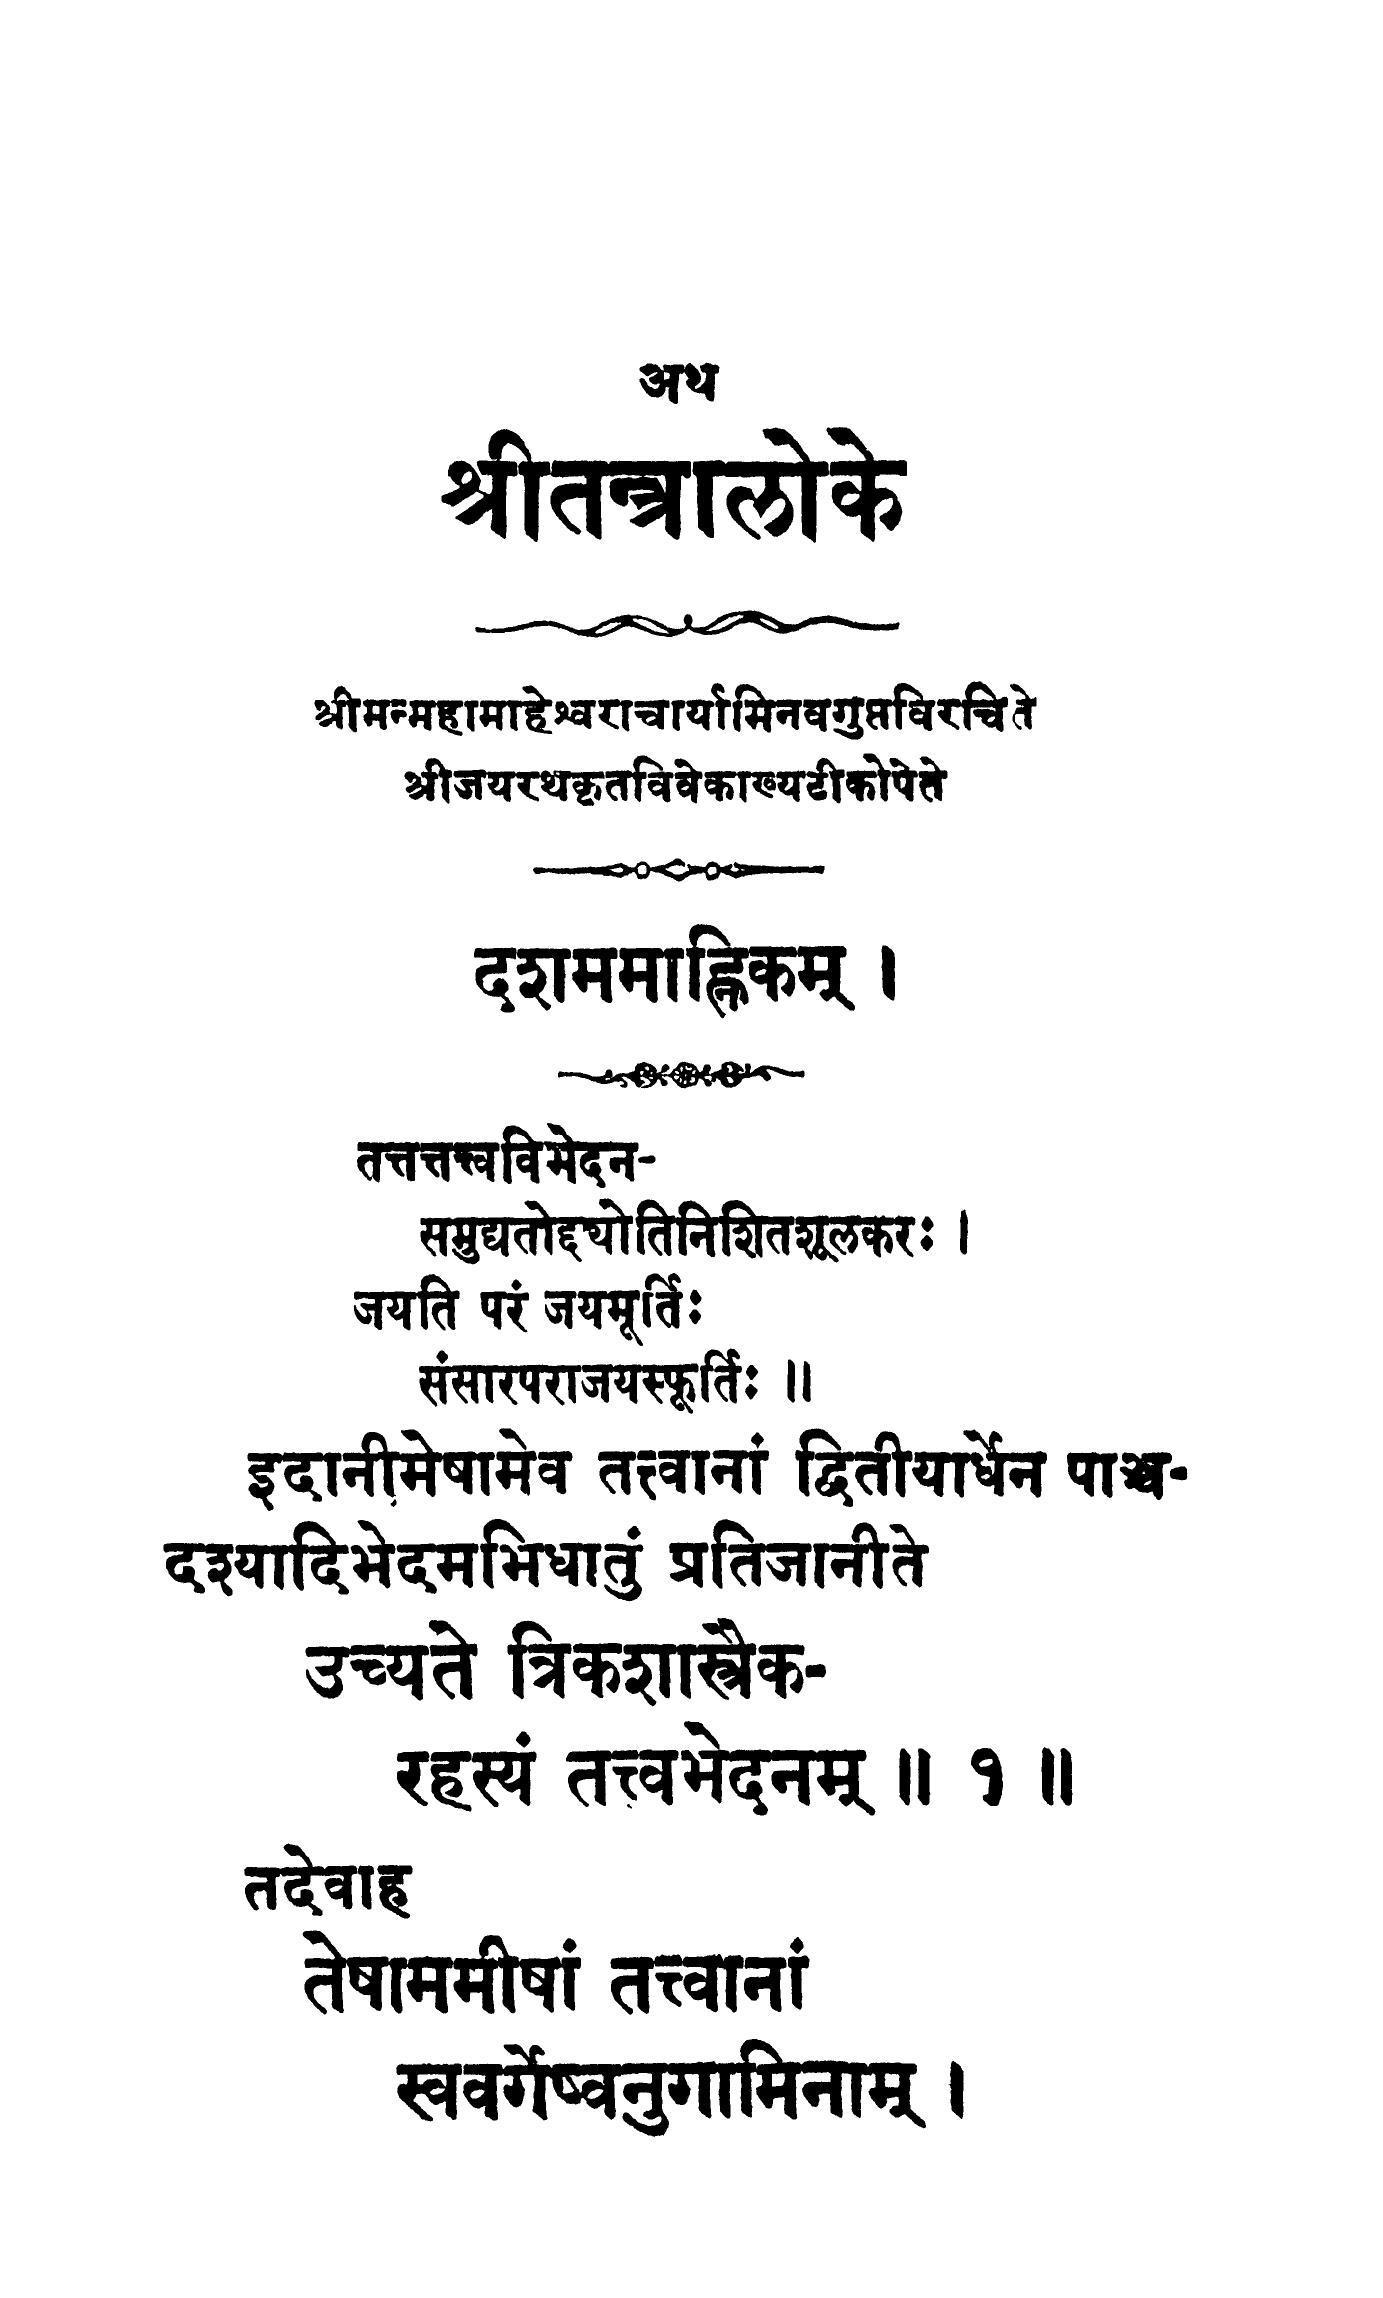 अथ
श्रीतन्त्रालोके
श्रीमन्महामाहेश्वराचार्याभिनवगुप्तविरचिते
श्रीजयरथकृतविवेकाख्यटीकोपेते
दशममाह्निकम् ।
तत्तत्तत्त्वविभेदन-
समुद्यतोद्द्योतिनिशितशूलकरः ।
जयति परं जयमूर्तिः
संसारपराजयस्फूर्तिः ॥
इदानीमेषामेव तत्त्वानां द्वितीयार्धेन पाञ्च-
दश्यादिभेदमभिधातुं प्रतिजानीते
उच्यते त्रिकशास्त्रैक-
रहस्यं तत्त्वभेदनम् ॥ १ ॥
तदेवाह
तेषाममीषां तत्त्वानां
स्ववर्गेष्वनुगामिनाम् ।